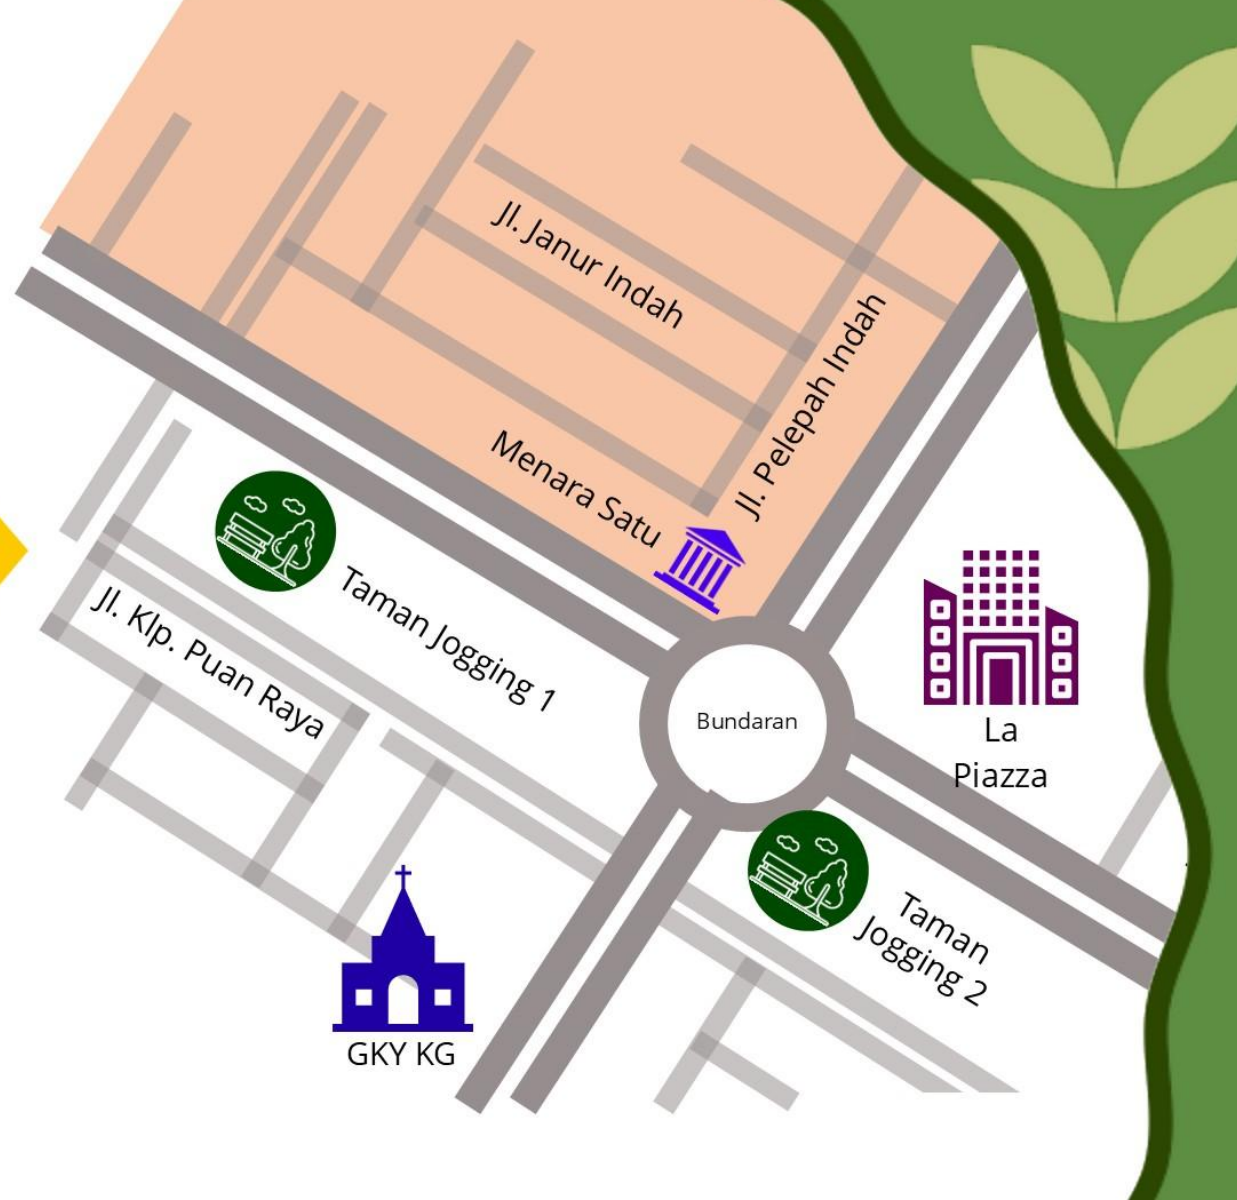 Jl. Janur Indah
Jl. Pelepah Indah
Menara Satu
Taman Jogging 1
Jl. Klp. Puan Raya
Bundaran
La
Piazza
Taman
Jogging 2
GKY KG